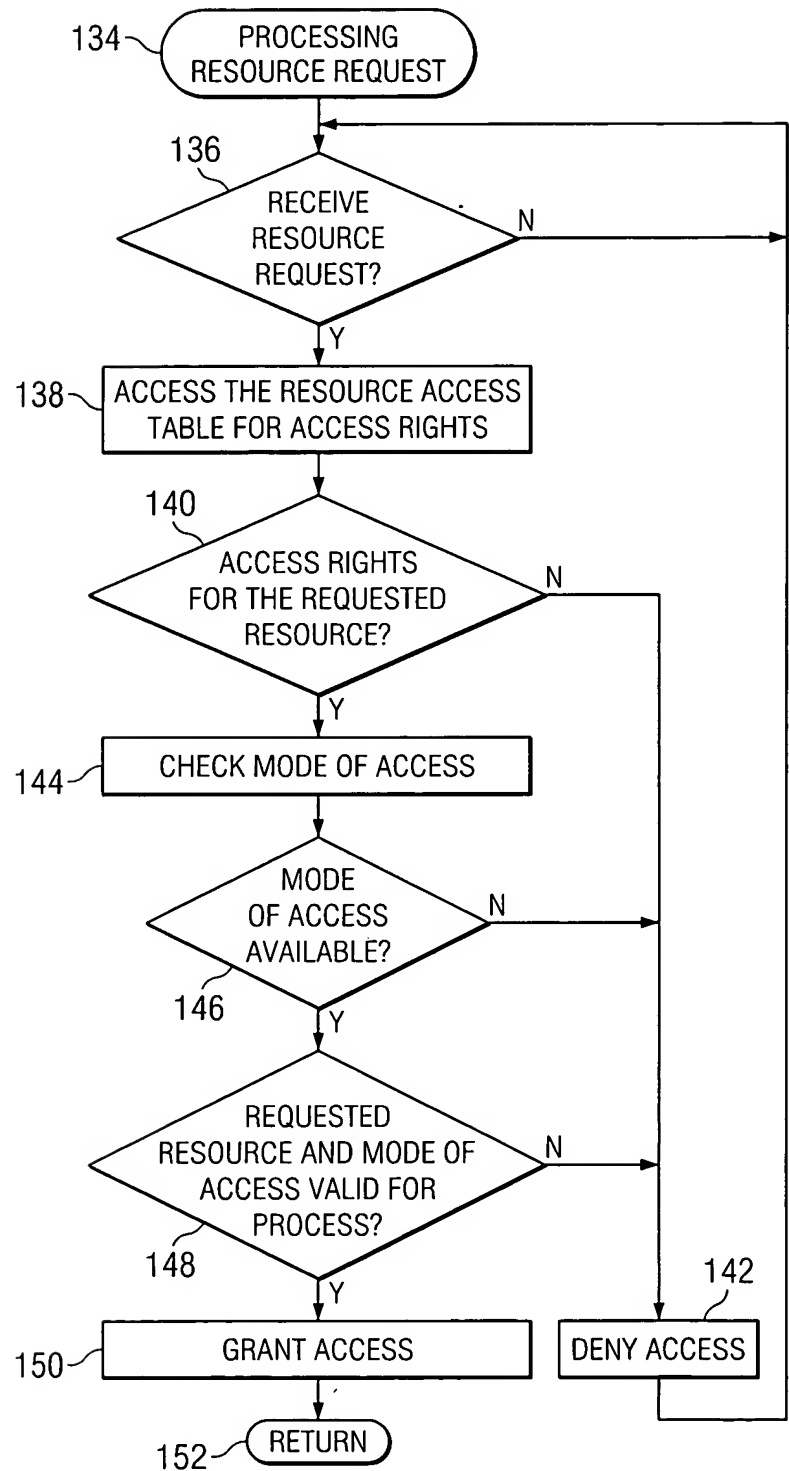 134
PROCESSING
RESOURCE REQUEST
136
RECEIVE
RESOURCE
REQUEST?
N
Y
138
ACCESS THE RESOURCE ACCESS
TABLE FOR ACCESS RIGHTS
140
ACCESS RIGHTS
FOR THE REQUESTED
RESOURCE?
N
Y
144
CHECK MODE OF ACCESS
MODE
OF ACCESS
AVAILABLE?
N
146
Y
REQUESTED
RESOURCE AND MODE OF
ACCESS VALID FOR
PROCESS?
N
148
Y
142
150
GRANT ACCESS
DENY ACCESS
152
RETURN